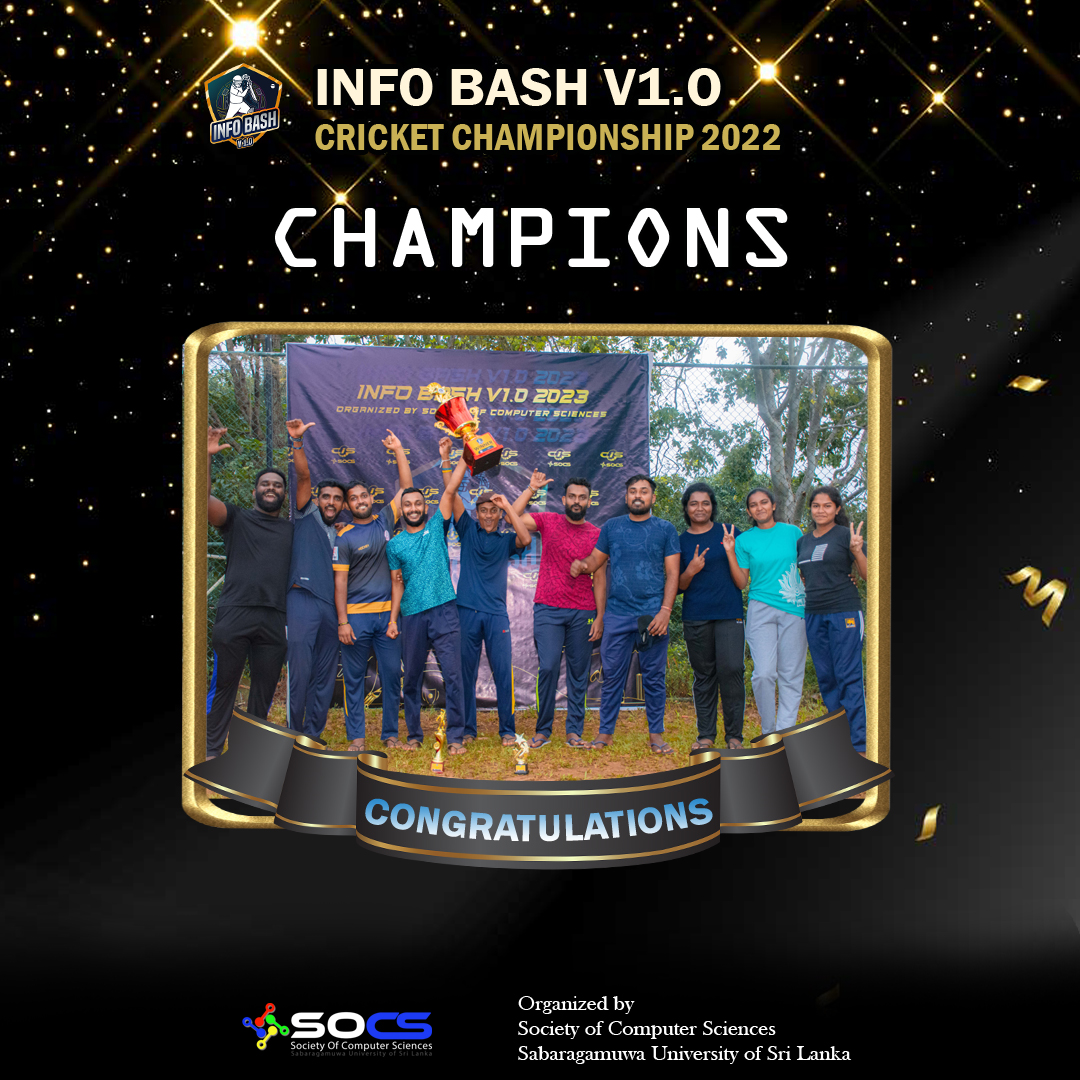 INFO BASH
INFO BASH V1.0
CRICKET CHAMPIONSHIP 2022
CHAMPIONS
INFO BASH V1.0 2023
ORGANIZED BY SOCIETY OF COMPUTER SCIENCES
CONGRATULATIONS
SOCS
Society Of Computer Sciences
Sabaragamuwa University of Sri Lanka
Organized by
Society Of Computer Sciences
Sabaragamuwa University of Sri Lanka